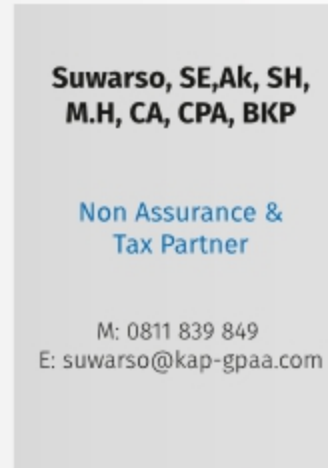 Suwarso, SE,Ak, SH,
M.H, CA, CPA, BKP
Non Assurance &
Tax Partner
M: 0811 839 849
E: suwarso@kap-gpaa.com